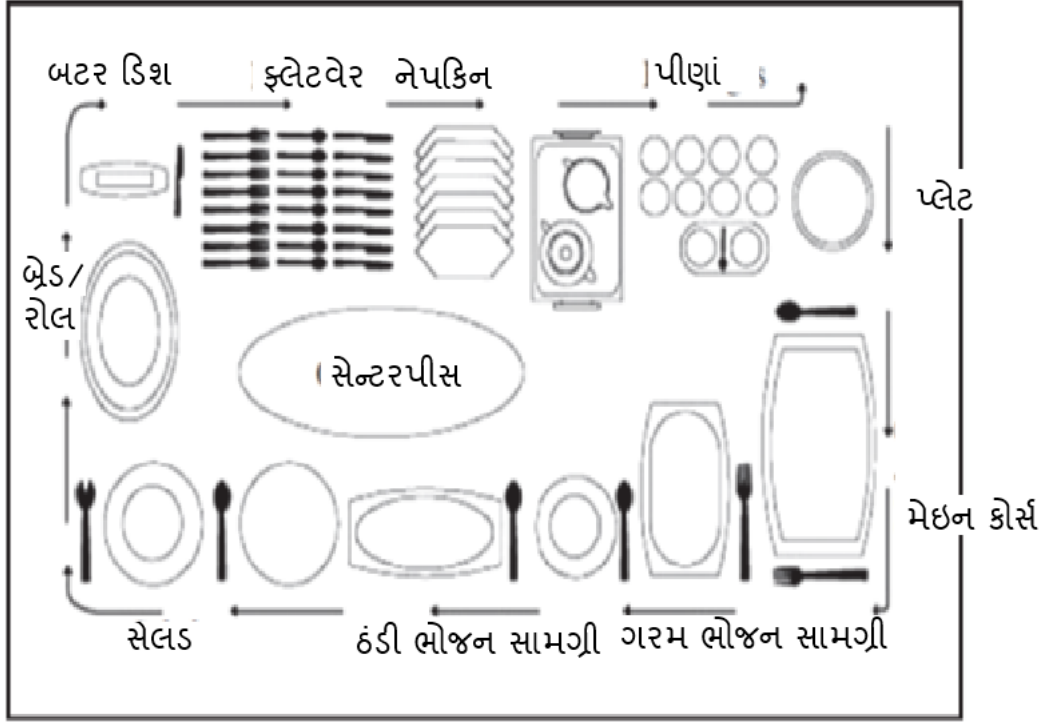 બટર ડિશ
ફ્લેટવેર
નેપકિન
પીણાં
પ્લેટ
બ્રેડ/
રોલ
સેન્ટરપીસ
મેઇન કોર્સ
સેલડ
ઠંડી ભોજન સામગ્રી
ગરમ ભોજન સામગ્રી